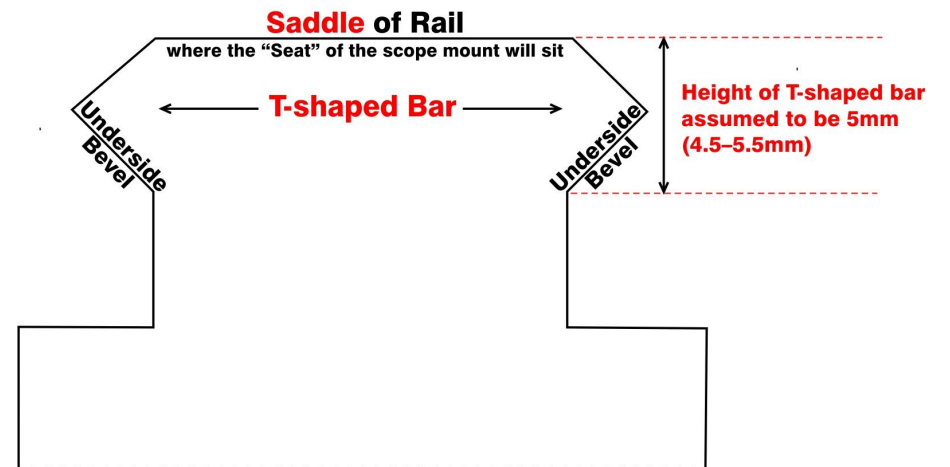 Saddle of Rail
where the “Seat” of the scope mount will sit
T-shaped Bar
Underside
Bevel
Underside
Bevel
Height of T-shaped bar
assumed to be 5mm
(4.5–5.5mm)